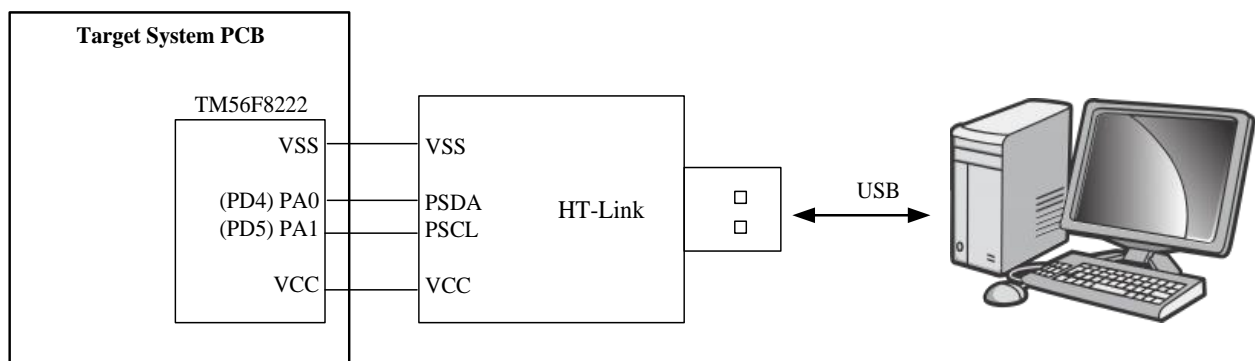 Target System PCB
TM56F8222
VSS
VSS
(PD4) PA0
PSDA
(PD5) PA1
PSCL
VCC
VCC
HT-Link
USB